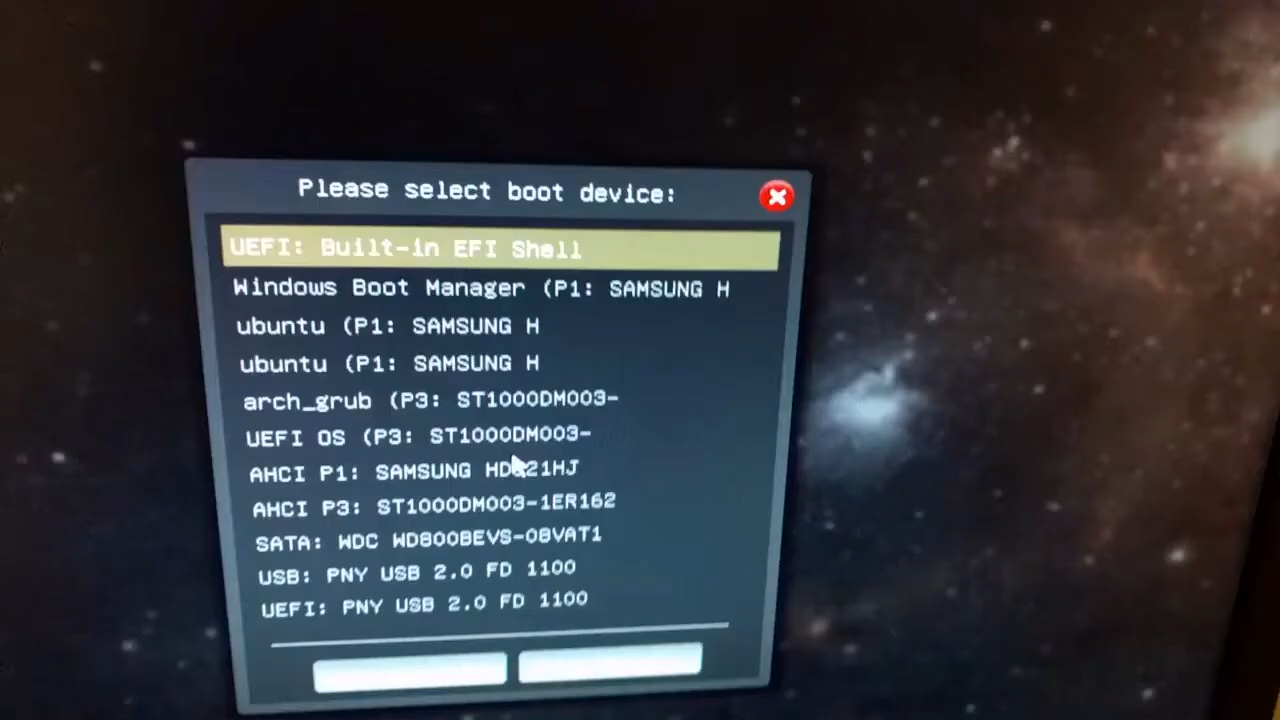 Please select boot device:
UEFI: Built-in EFI Shell
Windows Boot Manager (P1: SAMSUNG H
ubuntu (P1: SAMSUNG H
ubuntu (P1: SAMSUNG H
arch_grub (P3: ST1000DM003-
UEFI OS (P3: ST1000DM003-
AHCI P1: SAMSUNG
AHCI P3: ST1000DM003-1ER162
SATA: WDC WD800BEVS-08VAT1
USB: PNY USB 2.0 FD 1100
UEFI: PNY USB 2.0 FD 1100